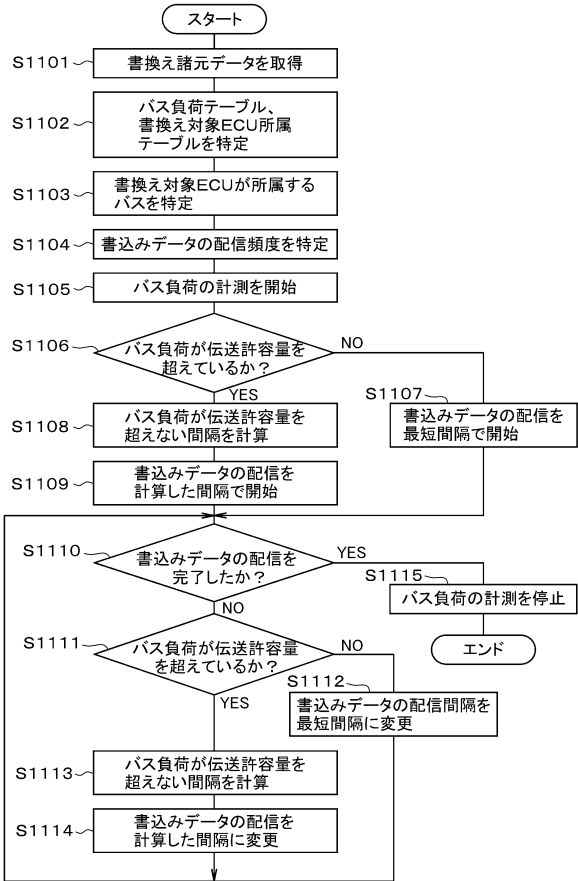 スタート
S1101
書換え諸元データを取得
S1102
バス負荷テーブル、
書換え対象ECU所属
テーブルを特定
S1103
書換え対象ECUが所属する
バスを特定
S1104
書込みデータの配信頻度を特定
S1105
バス負荷の計測を開始
S1106
バス負荷が伝送許容量を
超えているか？
NO
YES
S1107
書込みデータの配信を
最短間隔で開始
S1108
バス負荷が伝送許容量を
超えない間隔を計算
S1109
書込みデータの配信を
計算した間隔で開始
S1110
書込みデータの配信を
完了したか？
YES
NO
S1115
バス負荷の計測を停止
エンド
S1111
バス負荷が伝送許容量
を超えているか？
NO
YES
S1112
書込みデータの配信間隔を
最短間隔に変更
S1113
バス負荷が伝送許容量を
超えない間隔を計算
S1114
書込みデータの配信を
計算した間隔に変更